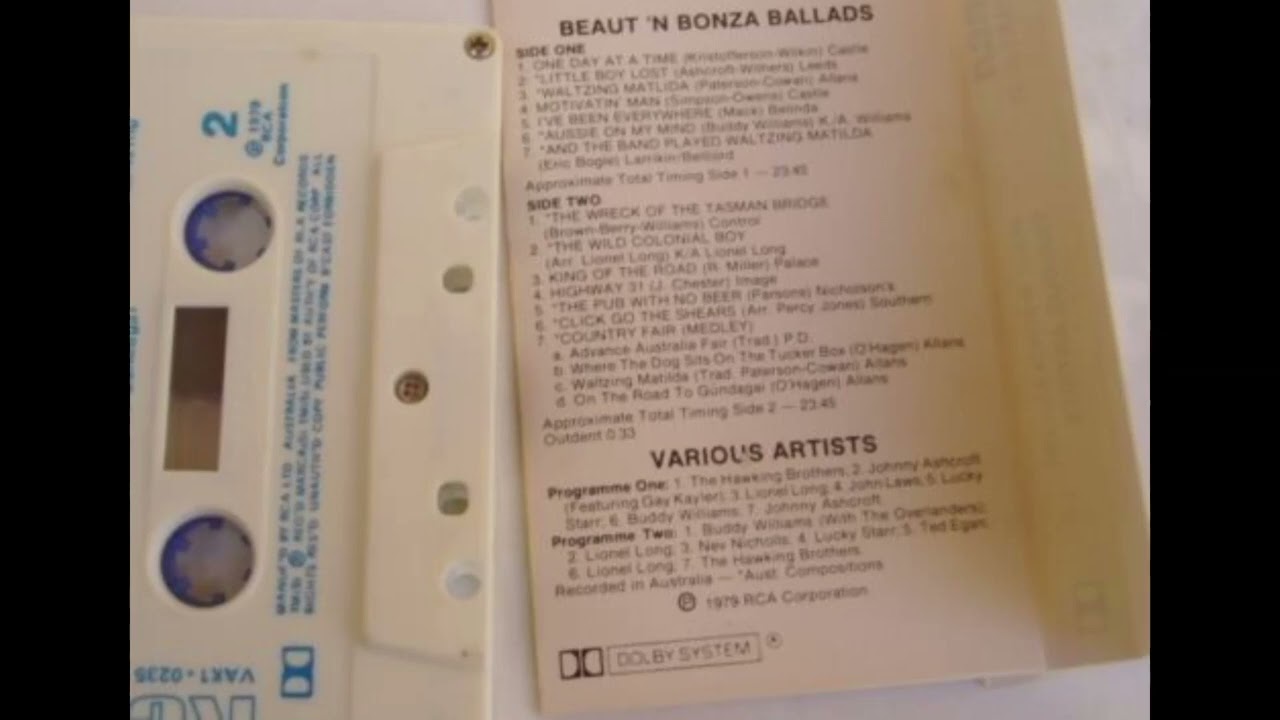 BEAUT 'N BONZA BALLADS
SIDE ONE
1. ONE DAY AT A TIME (Kristofferson-Wilkin) Castle
2. *LITTLE BOY LOST (Ashcroft-Withers) Leeds
3. *WALTZING MATLIDA (Paterson-Cowan) Allans
4. MOTIVATIN' MAN (Simpson-Owens) Castle
5. I'VE BEEN EVERYWHERE (Mack) Belinda
6. *AUSSIE ON MY MIND (Buddy Williams) K/A. Williams
7. *AND THE BAND PLAYED WALTZING MATILDA
(Eric Bogle) Larrikin/Belliard
Approximate Total Timing Side 1 — 23:45
SIDE TWO
1. *THE WRECK OF THE TASMAN BRIDGE
(Brown-Berry-Williams) Control
2. *THE WILD COLONIAL BOY
(Arr. Lionel Long) K/A Lionel Long
3. KING OF THE ROAD (R. Miller) Palace
4. HIGHWAY 31 (J. Chester) Image
5. *THE PUB WITH NO BEER (Parsons) Nicholson's
6. *CLICK GO THE SHEARS (Arr. Percy Jones) Southern
7. *COUNTRY FAIR (MEDLEY)
a. Advance Australia Fair (Trad.) P.D.
b. Where The Dog Sits On The Tucker Box (O'Hagen) Allans
c. Waltzing Matilda (Trad. Paterson-Cowan) Allans
d. On The Road To Gundagai (O'Hagen) Allans
Approximate Total Timing Side 2 — 23:45
Outdent 0:33
VARIOUS ARTISTS
Programme One: 1. The Hawking Brothers; 2. Johnny Ashcroft
(Featuring Gay Kayler); 3. Lionel Long; 4. John Laws; 5. Lucky
Starr; 6. Buddy Williams; 7. Johnny Ashcroft.
Programme Two: 1. Buddy Williams (With The Overlanders);
2. Lionel Long; 3. Nev Nicholls; 4. Lucky Starr; 5. Ted Egan;
6. Lionel Long; 7. The Hawking Brothers.
Recorded in Australia — *Aust. Compositions
Ⓟ 1979 RCA Corporation
DOLBY SYSTEM ®
2
Ⓟ 1979
RCA
Corporation
VAK1-0235
RCA